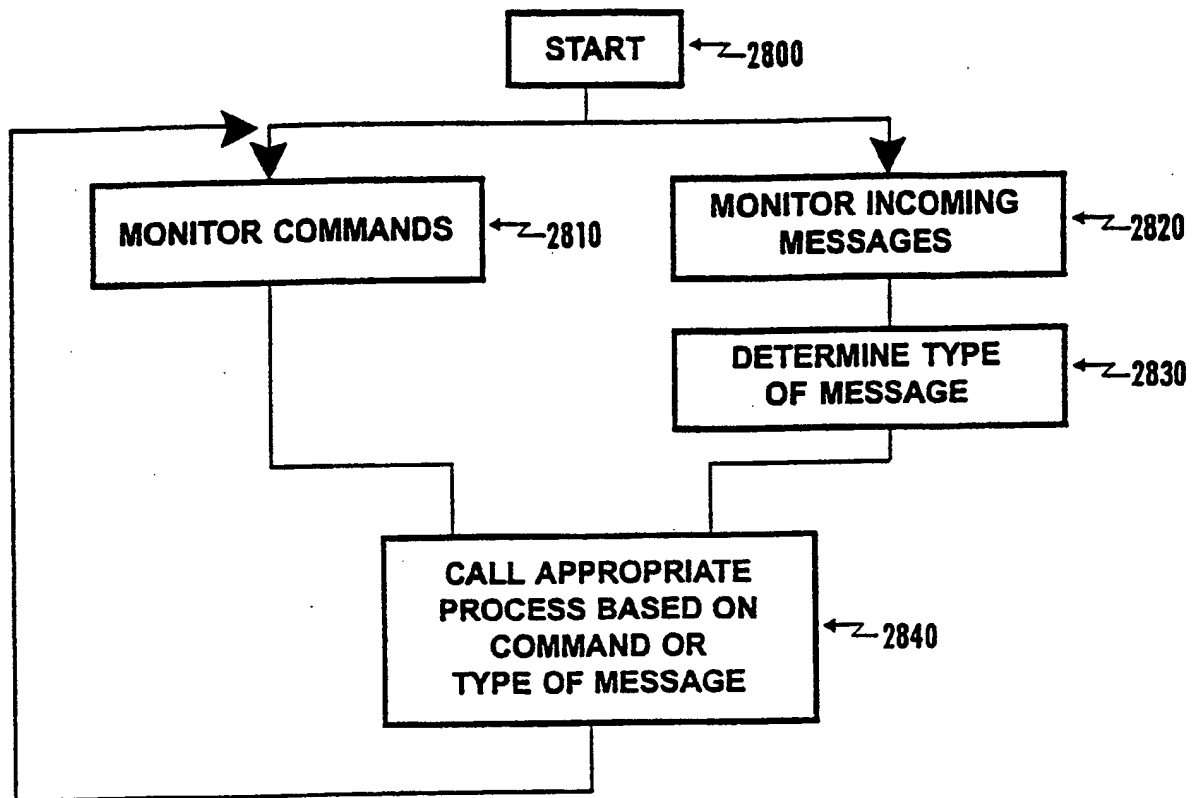 START
2800
MONITOR COMMANDS
2810
MONITOR INCOMING
MESSAGES
2820
DETERMINE TYPE
OF MESSAGE
2830
CALL APPROPRIATE
PROCESS BASED ON
COMMAND OR
TYPE OF MESSAGE
2840